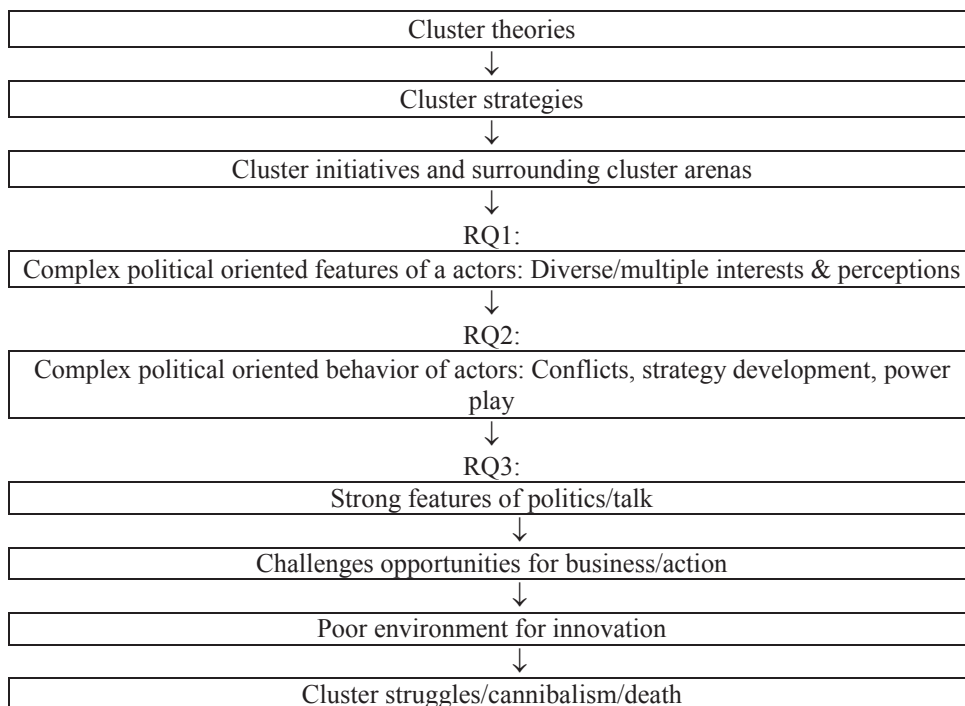 Cluster theories
↓
Cluster strategies
↓
Cluster initiatives and surrounding cluster arenas
↓
RQ1:
Complex political oriented features of a actors: Diverse/multiple interests & perceptions
↓
RQ2:
Complex political oriented behavior of actors: Conflicts, strategy development, power
play
↓
RQ3:
Strong features of politics/talk
↓
Challenges opportunities for business/action
↓
Poor environment for innovation
↓
Cluster struggles/cannibalism/death